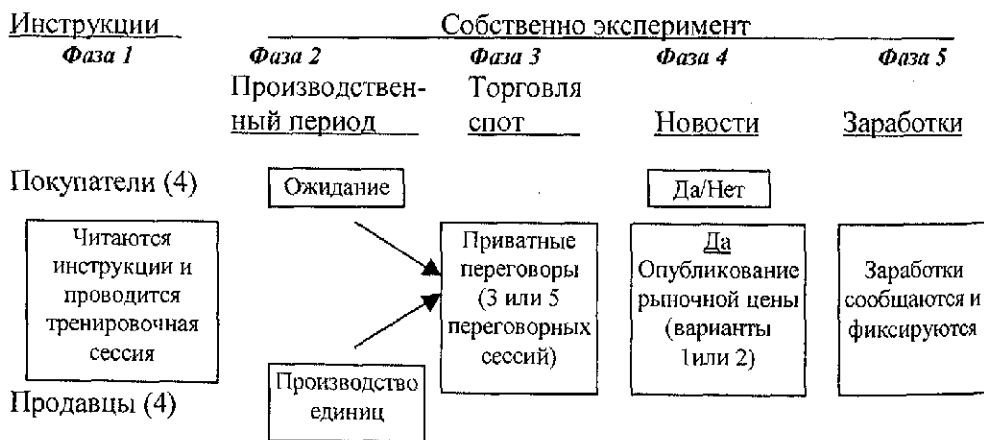 Инструкции
Собственно эксперимент
Фаза 1
Фаза 2
Фаза 3
Фаза 4
Фаза 5
Производствен-
ный период
Торговля
спот
Новости
Заработки
Покупатели (4)
Ожидание
Да/Нет
Читаются
инструкции и
проводится
тренировочная
сессия
Приватные
переговоры
(3 или 5
переговорных
сессий)
Да
Опубликование
рыночной цены
(варианты
1или 2)
Заработки
сообщаются и
фиксируются
Производство
единиц
Продавцы (4)